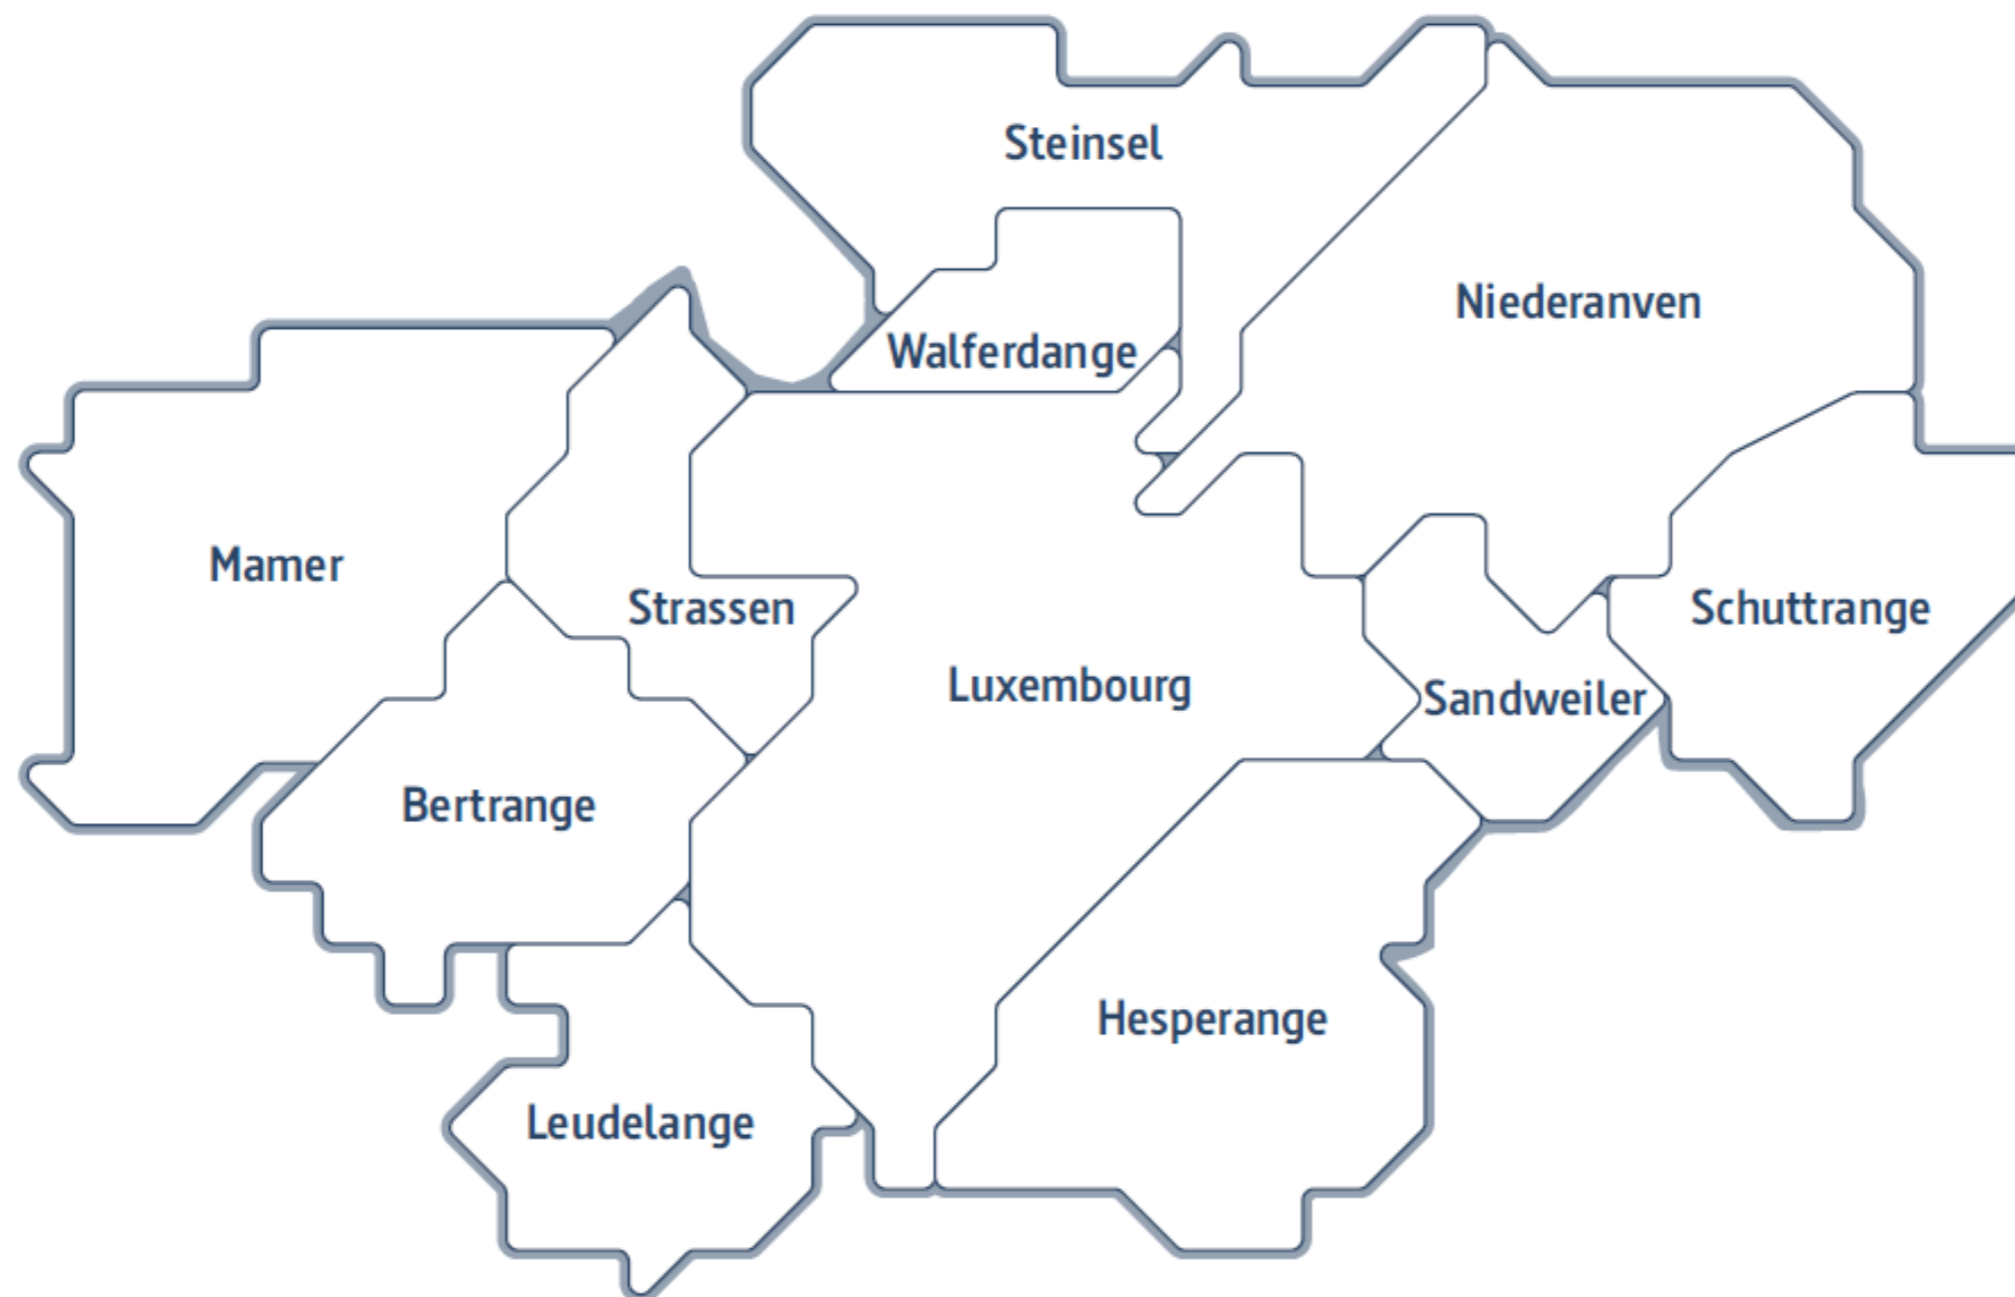 Steinsel
Niederanven
Walferdange
Mamer
Strassen
Schuttrange
Luxembourg
Sandweiler
Bertrange
Hesperange
Leudelange